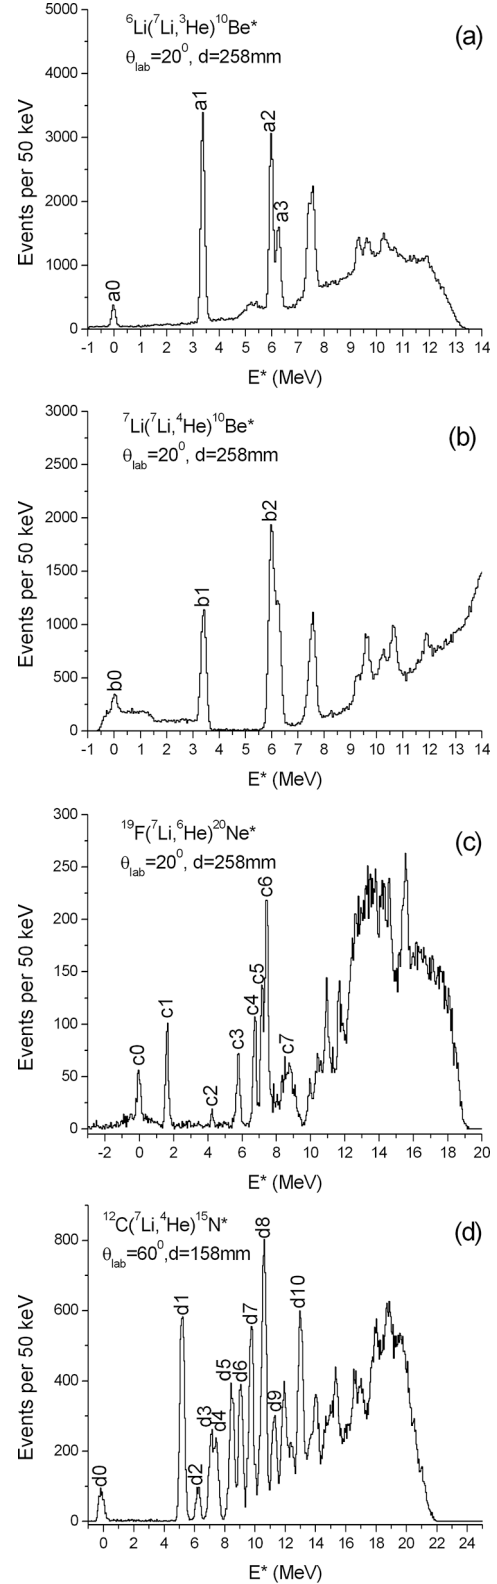 ⁶Li(⁷Li,³He)¹⁰Be*
(a)
θlab=20⁰, d=258mm
Events per 50 keV
5000
4000
3000
2000
1000
0
a0
a1
a2
a3
-1 0 1 2 3 4 5 6 7 8 9 10 11 12 13 14
E* (MeV)
⁷Li(⁷Li,⁴He)¹⁰Be*
(b)
θlab=20⁰, d=258mm
Events per 50 keV
3000
2500
2000
1500
1000
500
0
b0
b1
b2
-1 0 1 2 3 4 5 6 7 8 9 10 11 12 13 14
E* (MeV)
¹⁹F(⁷Li,⁶He)²⁰Ne*
(c)
θlab=20⁰, d=258mm
Events per 50 keV
300
250
200
150
100
50
0
c0
c1
c2
c3
c4
c5
c6
c7
-2 0 2 4 6 8 10 12 14 16 18 20
E* (MeV)
¹²C(⁷Li,⁴He)¹⁵N*
(d)
θlab=60⁰,d=158mm
Events per 50 keV
800
600
400
200
0
d0
d1
d2
d3
d4
d5
d6
d7
d8
d9
d10
0 2 4 6 8 10 12 14 16 18 20 22 24
E* (MeV)